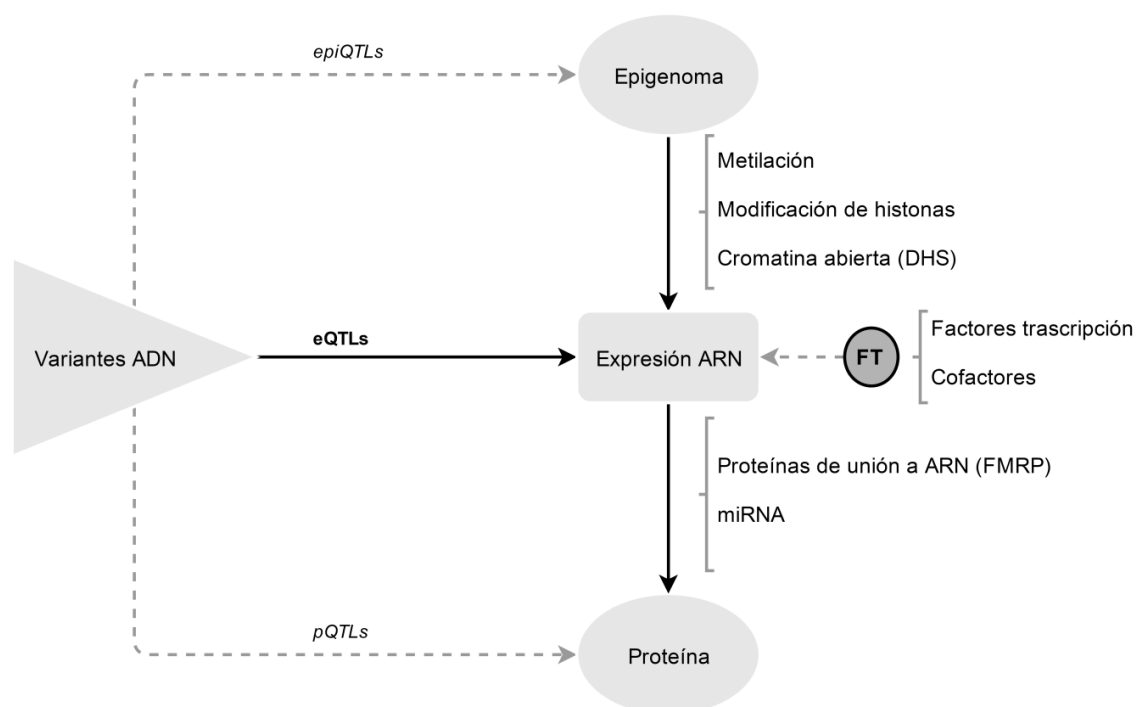 epiQTLs
Epigenoma
Metilación
Modificación de histonas
Cromatina abierta (DHS)
Variantes ADN
eQTLs
Expresión ARN
FT
Factores trascripción
Cofactores
Proteínas de unión a ARN (FMRP)
miRNA
pQTLs
Proteína